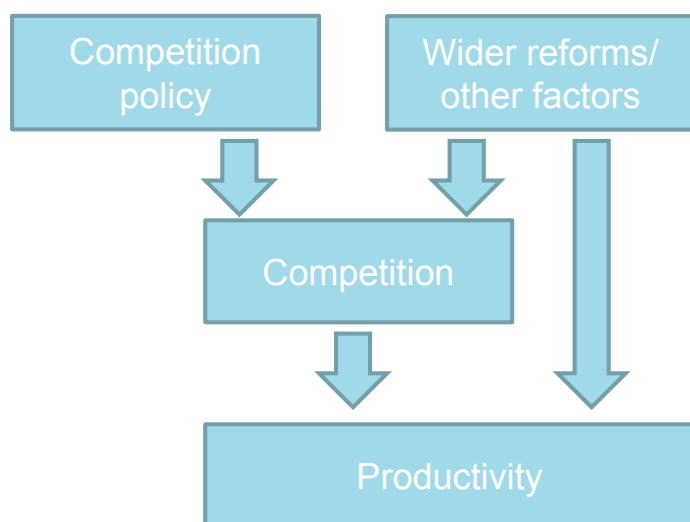 Competition
policy
Wider reforms/
other factors
Competition
Productivity